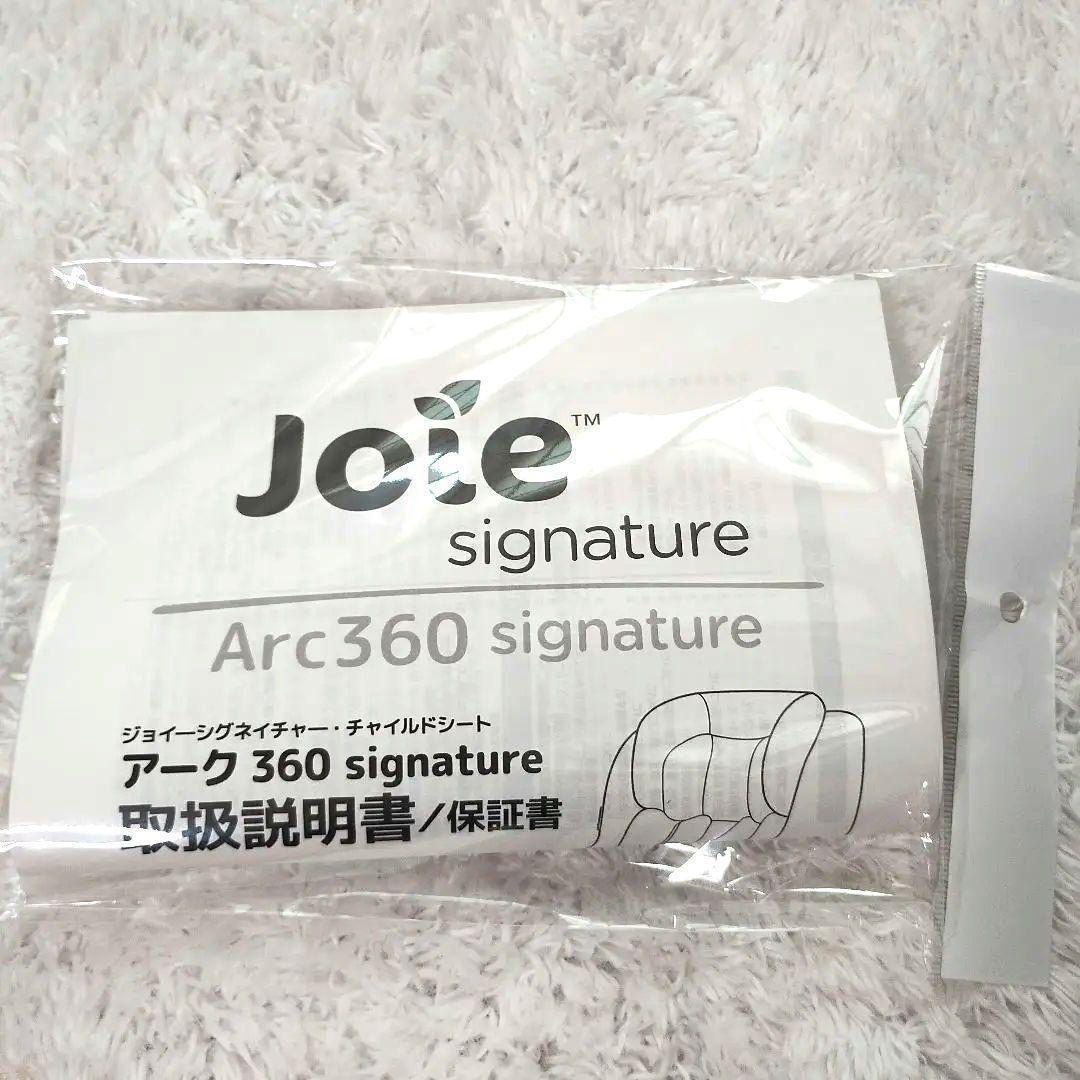 Joie™
signature
Arc360 signature
ジョイーシグネイチャー・チャイルドシート
アーク 360 signature
取扱説明書/保証書